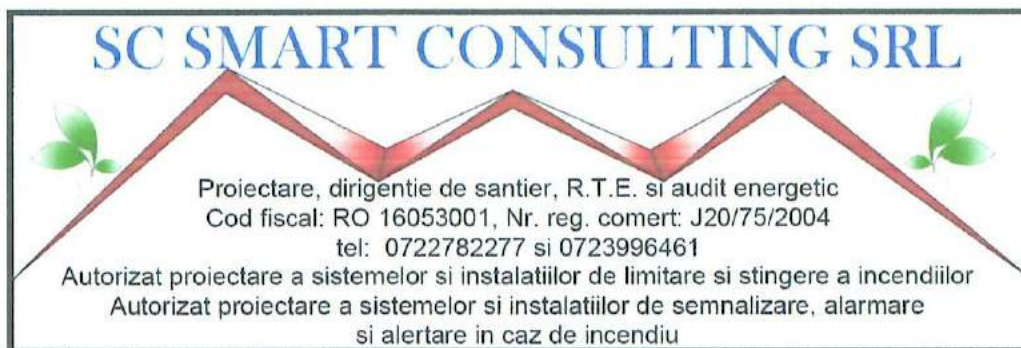 SC SMART CONSULTING SRL
Proiectare, dirigentie de santier, R.T.E. si audit energetic
Cod fiscal: RO 16053001, Nr. reg. comert: J20/75/2004
tel: 0722782277 si 0723996461
Autorizat proiectare a sistemelor si instalatiilor de limitare si stingere a incendiilor
Autorizat proiectare a sistemelor si instalatiilor de semnalizare, alarmare
si alertare in caz de incendiu